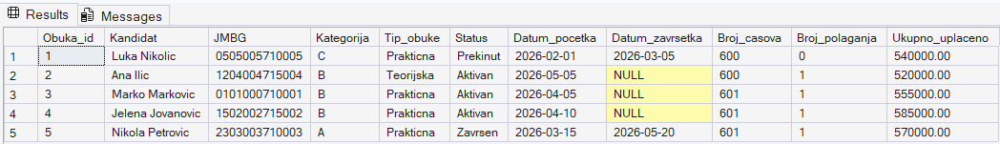 Results Messages
Obuka_id Kandidat JMBG Kategorija Tip_obuke Status Datum_pocetka Datum_zavrsetka Broj_casova Broj_polaganja Ukupno_uplaceno
1 1 Luka Nikolic 0505005710005 C Prakticna Prekinut 2026-02-01 2026-03-05 600 0 540000.00
2 2 Ana Ilic 1204004715004 B Teorijska Aktivan 2026-05-05 NULL 600 1 520000.00
3 3 Marko Markovic 0101000710001 B Prakticna Aktivan 2026-04-05 NULL 601 1 555000.00
4 4 Jelena Jovanovic 1502002715002 B Prakticna Aktivan 2026-04-10 NULL 601 1 585000.00
5 5 Nikola Petrovic 2303003710003 A Prakticna Zavrsen 2026-03-15 2026-05-20 601 1 570000.00